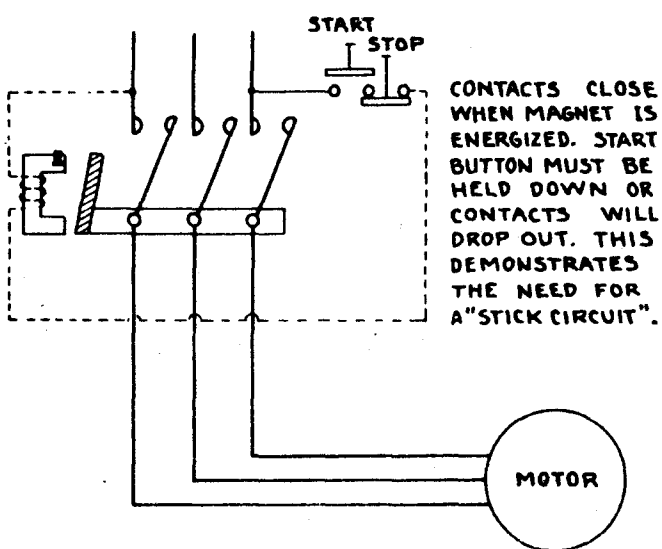 START
STOP
CONTACTS CLOSE
WHEN MAGNET IS
ENERGIZED. START
BUTTON MUST BE
HELD DOWN OR
CONTACTS WILL
DROP OUT. THIS
DEMONSTRATES
THE NEED FOR
A "STICK CIRCUIT".
MOTOR